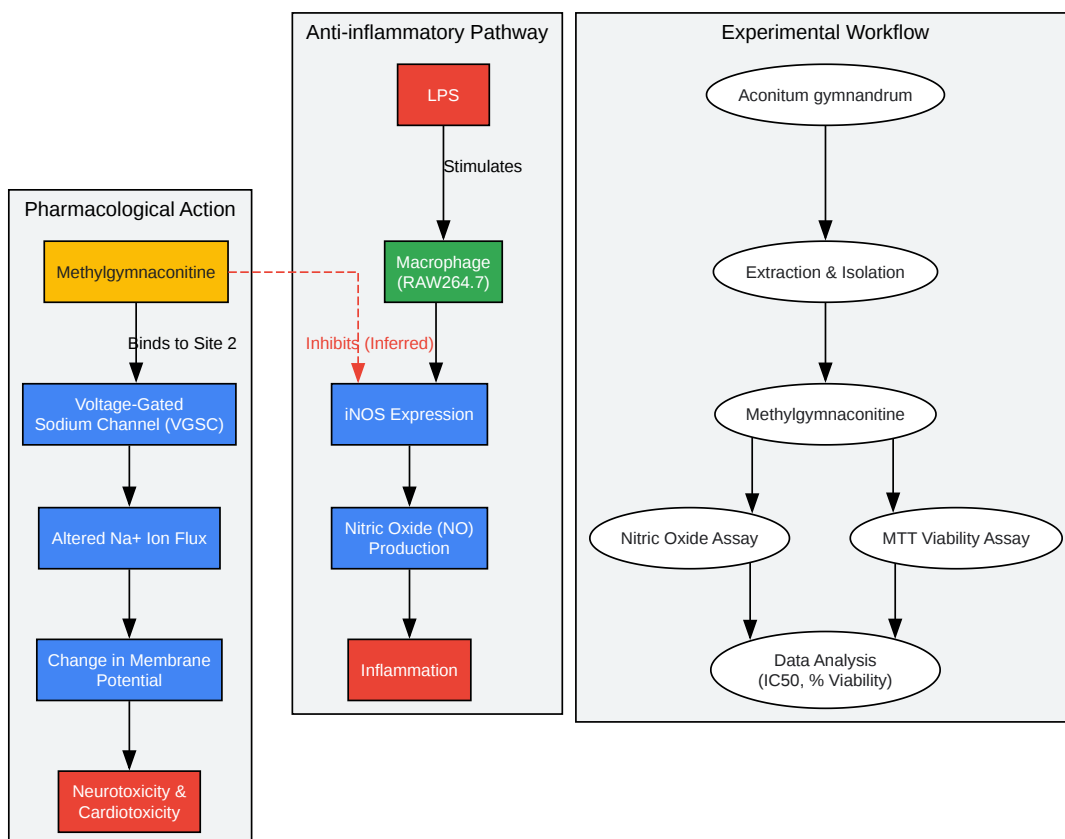 Pharmacological Action
Methylgymnaconitine
Binds to Site 2
Voltage-Gated
Sodium Channel (VGSC)
Altered Na+ Ion Flux
Change in Membrane
Potential
Neurotoxicity &
Cardiotoxicity
Anti-inflammatory Pathway
LPS
Stimulates
Macrophage
(RAW264.7)
Inhibits (Inferred)
iNOS Expression
Nitric Oxide (NO)
Production
Inflammation
Experimental Workflow
Aconitum gymnandrum
Extraction & Isolation
Methylgymnaconitine
Nitric Oxide Assay
MTT Viability Assay
Data Analysis
(IC50, % Viability)